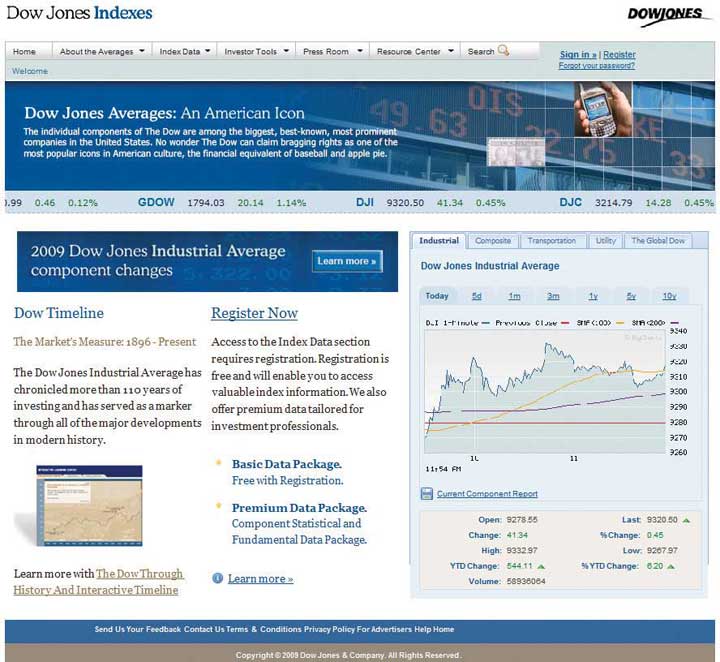 Dow Jones Indexes
DOWJONES
Home About the Averages Index Data Investor Tools Press Room Resource Center Search
Sign in » | Register
Forgot your password?
Welcome
Dow Jones Averages: An American Icon
The individual components of The Dow are among the biggest, best-known, most prominent
companies in the United States. No wonder The Dow can claim bragging rights as one of the
most popular icons in American culture, the financial equivalent of baseball and apple pie.
49.63
OIS
KE
33
0.99 0.46 0.12% GDOW 1794.03 20.14 1.14% DJI 9320.50 41.34 0.45% DJC 3214.79 14.28 0.45%
2009 Dow Jones Industrial Average
component changes
Learn more »
Dow Timeline
The Market's Measure: 1896 - Present
The Dow Jones Industrial Average has
chronicled more than 110 years of
investing and has served as a marker
through all of the major developments
in modern history.
Learn more with The Dow Through
History And Interactive Timeline
Register Now
Access to the Index Data section
requires registration. Registration is
free and will enable you to access
valuable index information. We also
offer premium data tailored for
investment professionals.
Basic Data Package.
Free with Registration.
Premium Data Package.
Component Statistical and
Fundamental Data Package.
Learn more »
Industrial Composite Transportation Utility The Global Dow
Dow Jones Industrial Average
Today 5d 1m 3m 1y 5y 10y
DJI 1-Minute Previous Close SMA(100) SMA(200)
© BigCharts
9340
9330
9320
9310
9300
9290
9280
9270
9260
10 11
11:54 PM
Current Component Report
Open: 9278.55 Last: 9320.50
Change: 41.34 %Change: 0.45
High: 9332.97 Low: 9267.97
YTD Change: 544.11 %YTD Change: 6.20
Volume: 58936064
Send Us Your Feedback Contact Us Terms & Conditions Privacy Policy For Advertisers Help Home
Copyright © 2009 Dow Jones & Company. All Rights Reserved.